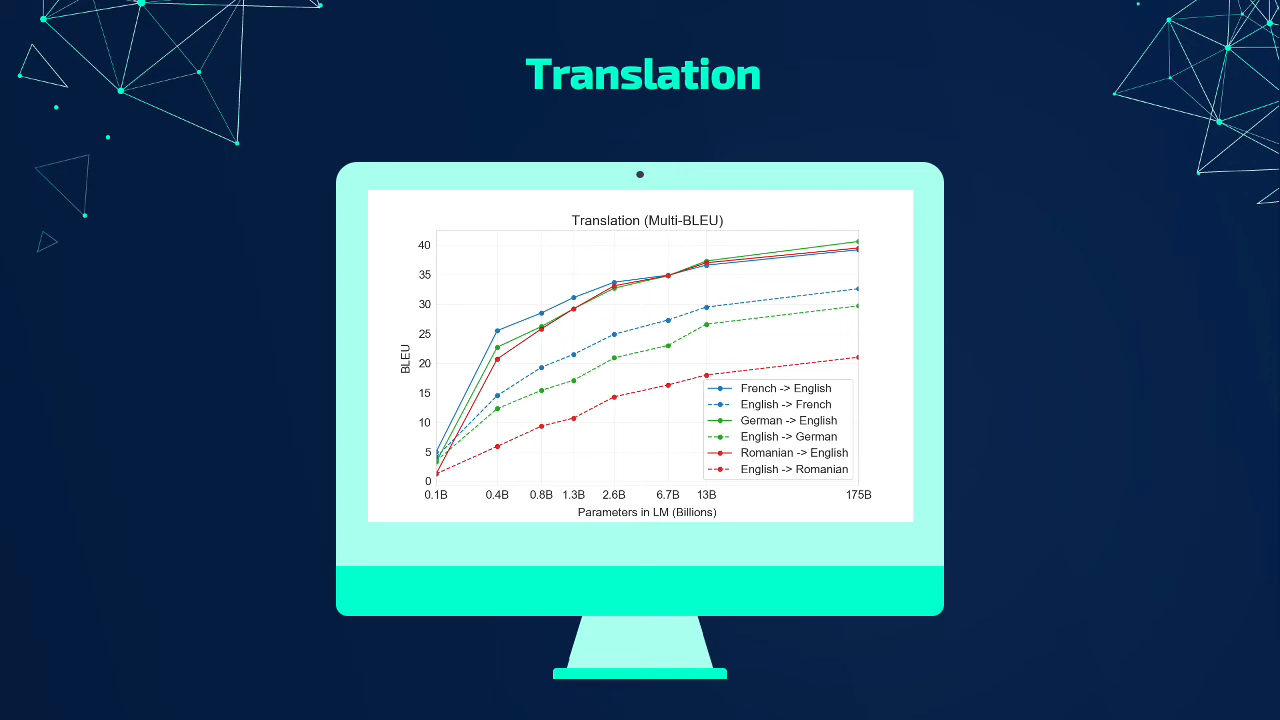 Translation
Translation (Multi-BLEU)
40
35
30
25
20
15
10
5
0
BLEU
French -> English
English -> French
German -> English
English -> German
Romanian -> English
English -> Romanian
0.1B 0.4B 0.8B 1.3B 2.6B 6.7B 13B 175B
Parameters in LM (Billions)